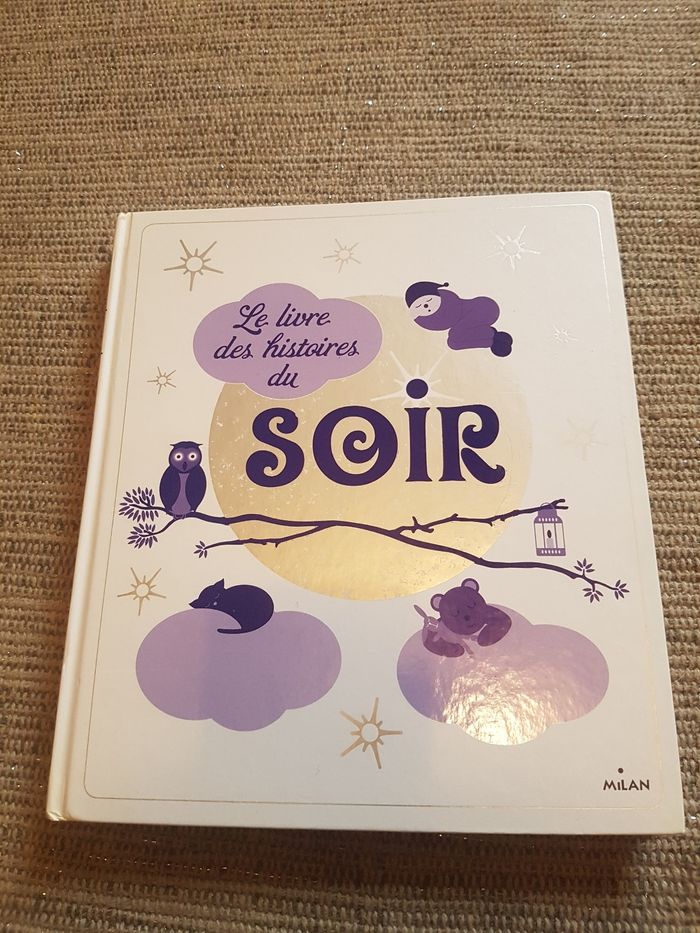 Le livre
des histoires
du
SOIR
MiLAN